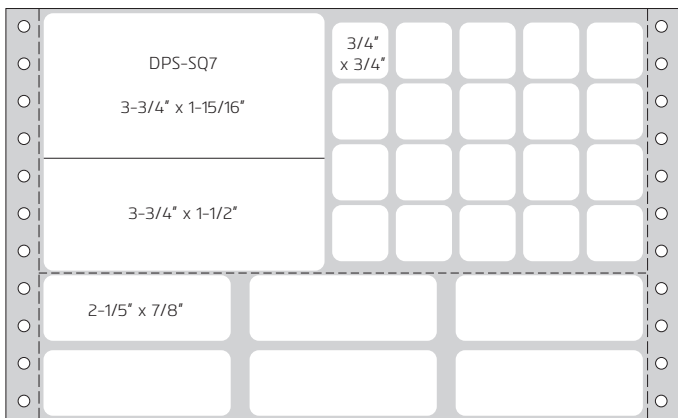 DPS-SQ7
3-3/4" x 1-15/16"
3-3/4" x 1-1/2"
3/4"
x 3/4"
2-1/5" x 7/8"